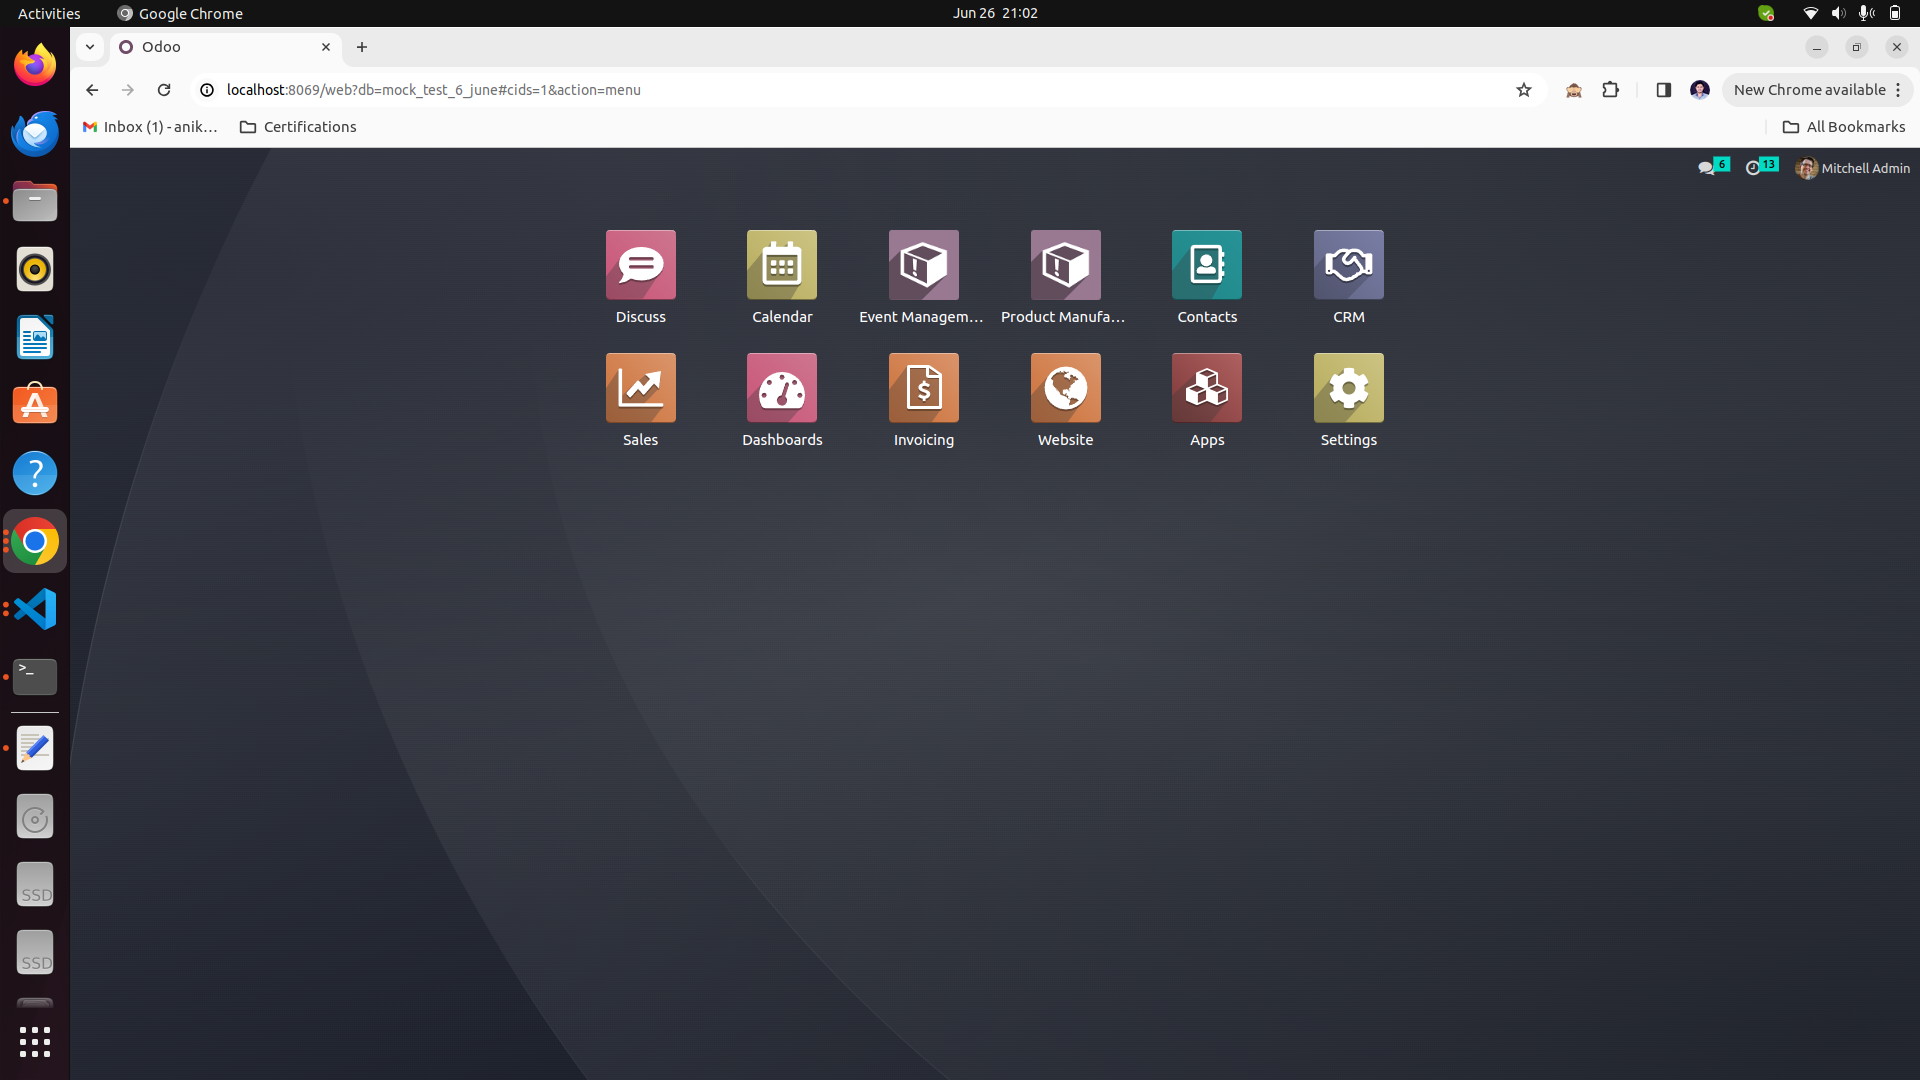 Activities
Google Chrome
Jun 26 21:02
Odoo
localhost:8069/web?db=mock_test_6_june#cids=1&action=menu
New Chrome available
Inbox (1) - anik…
Certifications
All Bookmarks
6
13
Mitchell Admin
Discuss
Calendar
Event Managem…
Product Manufa…
Contacts
CRM
Sales
Dashboards
Invoicing
Website
Apps
Settings
SSD
SSD